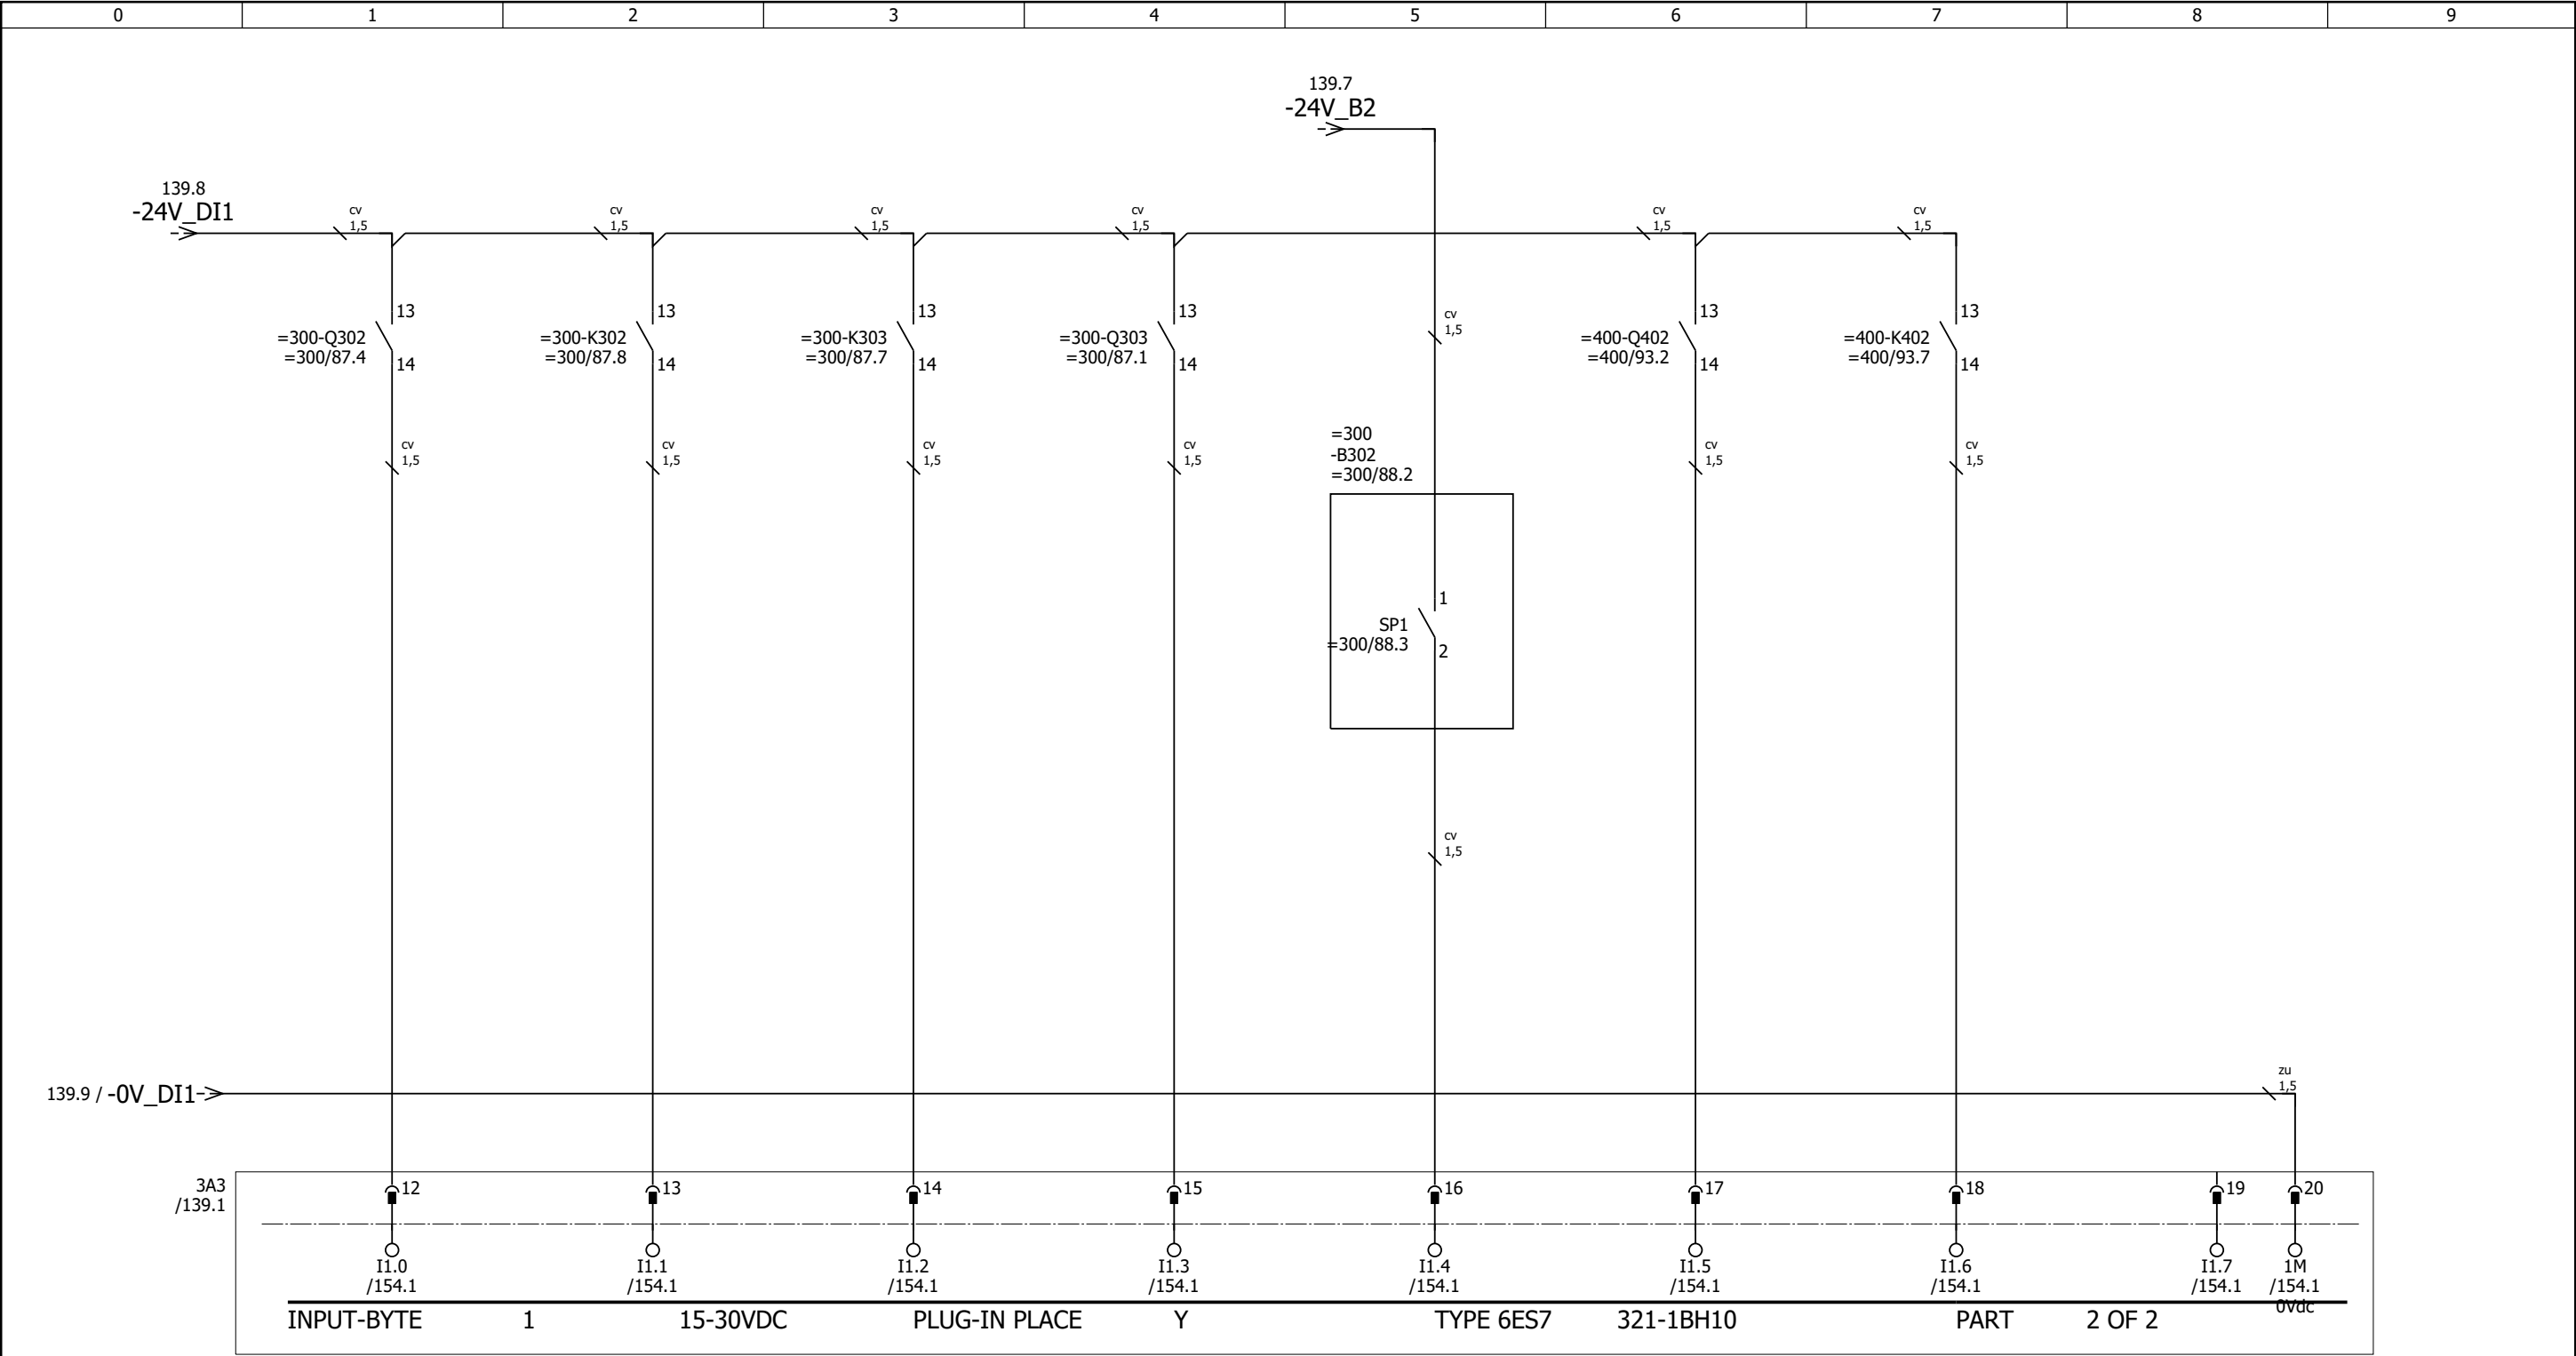 0 1 2 3 4 5 6 7 8 9
139.7
-24V_B2
139.8
-24V_DI1
cv
1,5
cv
1,5
cv
1,5
cv
1,5
cv
1,5
cv
1,5
13
=300-Q302
=300/87.4
14
13
=300-K302
=300/87.8
14
13
=300-K303
=300/87.7
14
13
=300-Q303
=300/87.1
14
cv
1,5
13
=400-Q402
=400/93.2
14
13
=400-K402
=400/93.7
14
cv
1,5
cv
1,5
cv
1,5
cv
1,5
cv
1,5
cv
1,5
=300
-B302
=300/88.2
1
SP1
=300/88.3
2
cv
1,5
139.9 / -0V_DI1
zu
1,5
3A3
/139.1
12 13 14 15 16 17 18 19 20
I1.0 I1.1 I1.2 I1.3 I1.4 I1.5 I1.6 I1.7 1M
/154.1 /154.1 /154.1 /154.1 /154.1 /154.1 /154.1 /154.1 /154.1
0Vdc
INPUT-BYTE 1 15-30VDC PLUG-IN PLACE Y TYPE 6ES7 321-1BH10 PART 2 OF 2